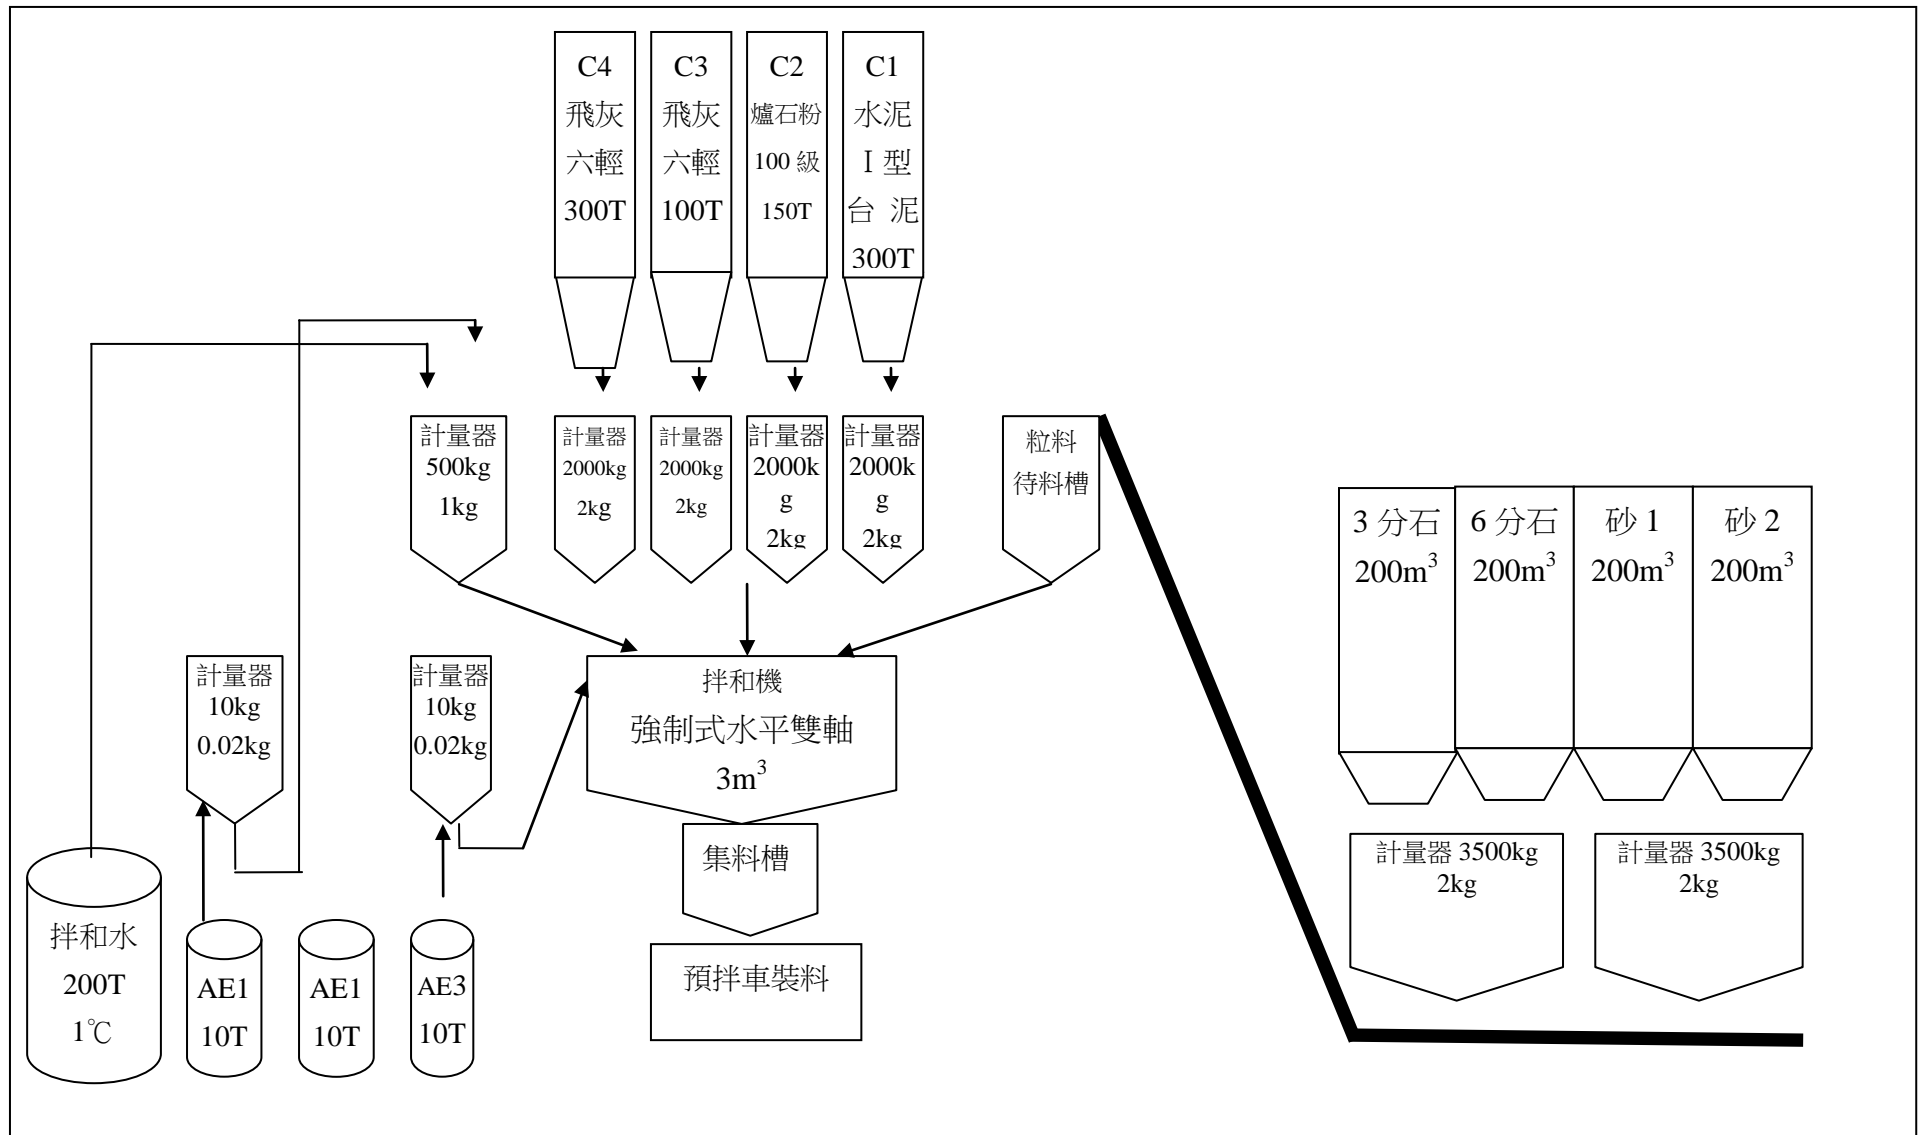 C4
飛灰
六輕
300T
C3
飛灰
六輕
100T
C2
爐石粉
100 級
150T
C1
水泥
I 型
台 泥
300T
計量器
500kg
1kg
計量器
2000kg
2kg
計量器
2000kg
2kg
計量器
2000k
g
2kg
計量器
2000k
g
2kg
粒料
待料槽
3 分石
200m³
6 分石
200m³
砂 1
200m³
砂 2
200m³
計量器
10kg
0.02kg
計量器
10kg
0.02kg
拌和機
強制式水平雙軸
3m³
集料槽
預拌車裝料
計量器 3500kg
2kg
計量器 3500kg
2kg
拌和水
200T
1℃
AE1
10T
AE1
10T
AE3
10T